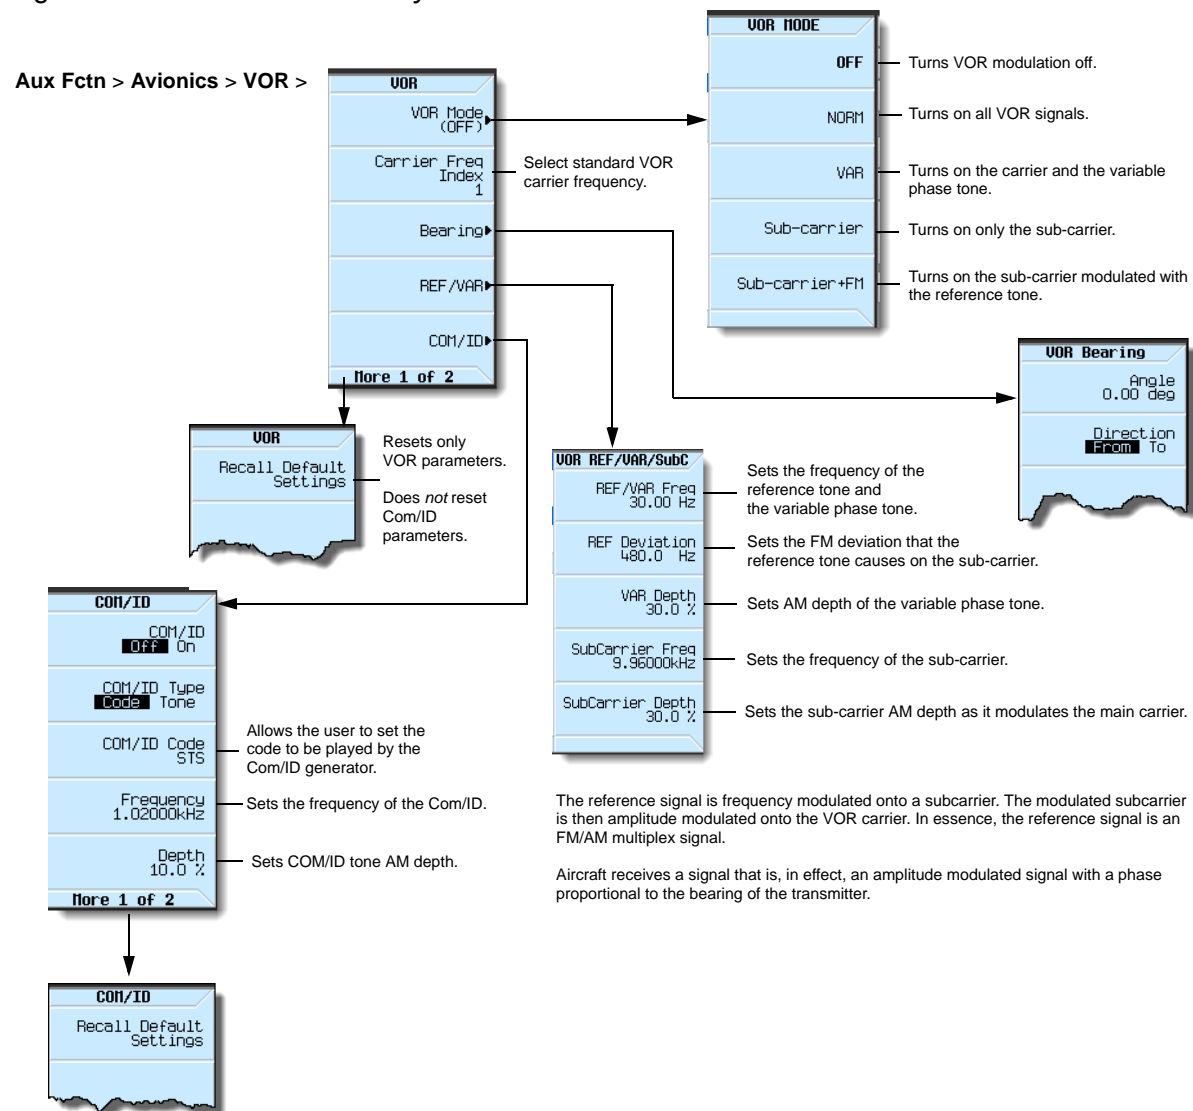 Aux Fctn > Avionics > VOR >
VOR
VOR Mode
(OFF)
Carrier Freq
Index
1
Select standard VOR
carrier frequency.
Bearing
REF/VAR
COM/ID
More 1 of 2
VOR MODE
OFF
Turns VOR modulation off.
NORM
Turns on all VOR signals.
VAR
Turns on the carrier and the variable
phase tone.
Sub-carrier
Turns on only the sub-carrier.
Sub-carrier+FM
Turns on the sub-carrier modulated with
the reference tone.
VOR Bearing
Angle
0.00 deg
Direction
From To
VOR
Recall Default
Settings
Resets only
VOR parameters.
Does not reset
Com/ID
parameters.
VOR REF/VAR/SubC
REF/VAR Freq
30.00 Hz
Sets the frequency of the
reference tone and
the variable phase tone.
REF Deviation
480.0 Hz
Sets the FM deviation that the
reference tone causes on the sub-carrier.
VAR Depth
30.0 %
Sets AM depth of the variable phase tone.
SubCarrier Freq
9.96000kHz
Sets the frequency of the sub-carrier.
SubCarrier Depth
30.0 %
Sets the sub-carrier AM depth as it modulates the main carrier.
COM/ID
COM/ID
Off On
COM/ID Type
Code Tone
COM/ID Code
STS
Allows the user to set the
code to be played by the
Com/ID generator.
Frequency
1.02000kHz
Sets the frequency of the Com/ID.
Depth
10.0 %
Sets COM/ID tone AM depth.
More 1 of 2
The reference signal is frequency modulated onto a subcarrier. The modulated subcarrier
is then amplitude modulated onto the VOR carrier. In essence, the reference signal is an
FM/AM multiplex signal.
Aircraft receives a signal that is, in effect, an amplitude modulated signal with a phase
proportional to the bearing of the transmitter.
COM/ID
Recall Default
Settings